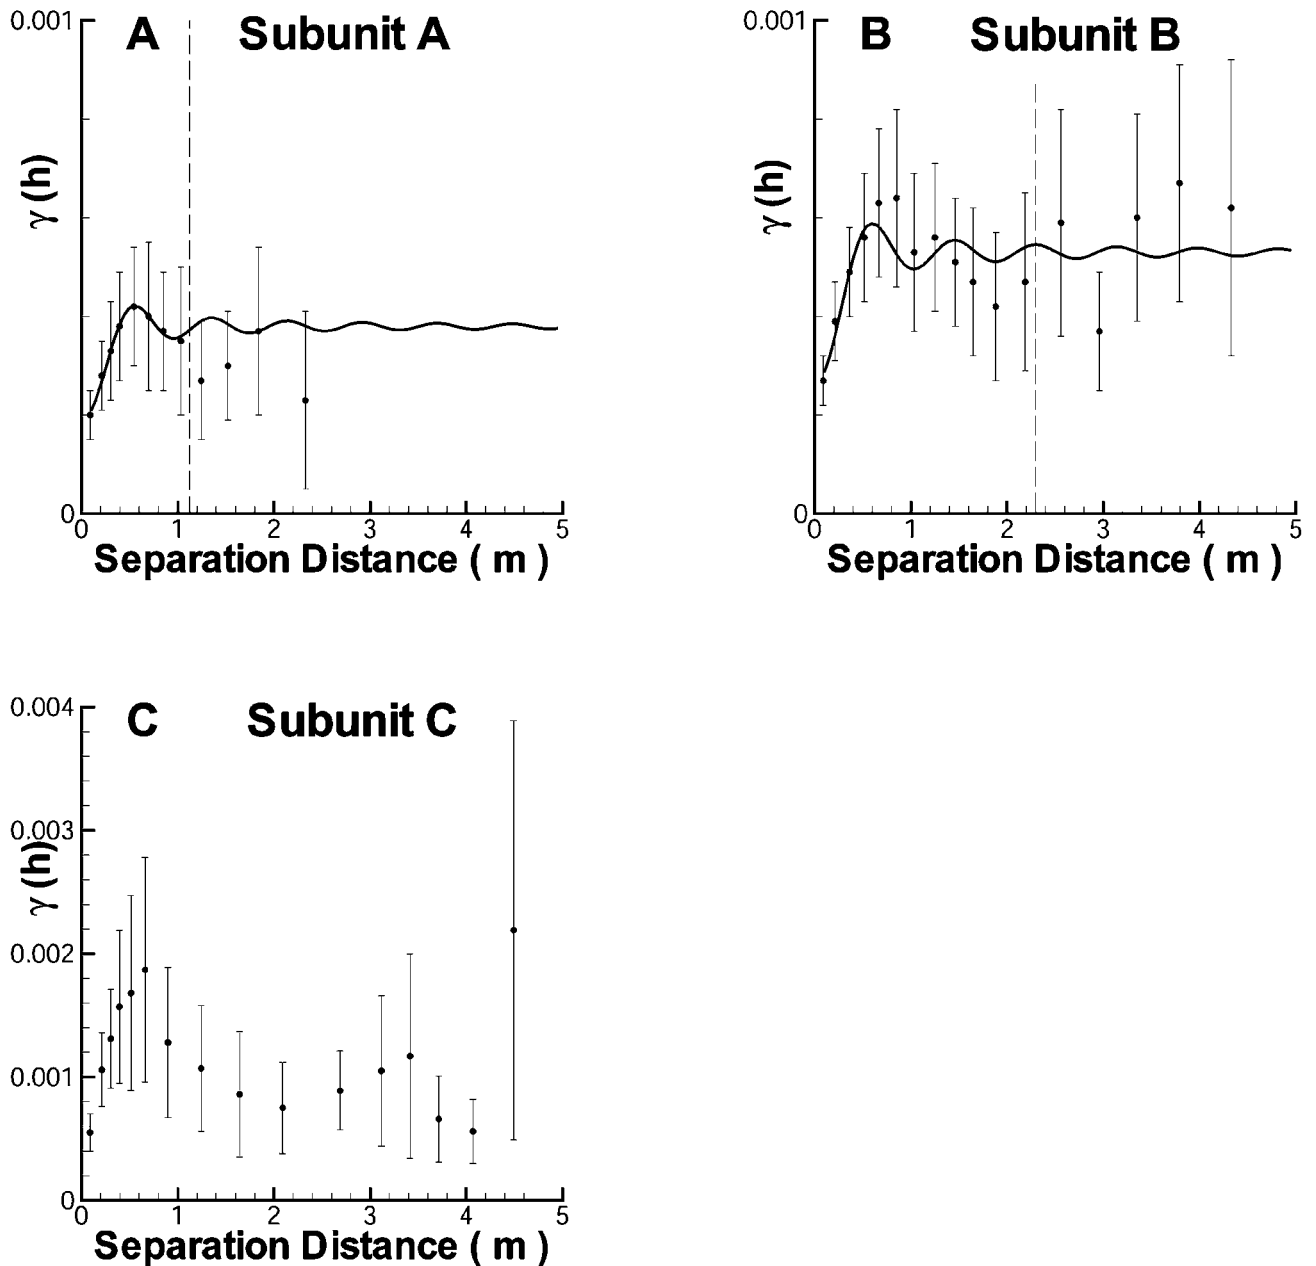 A Subunit A
0.001
γ (h)
0
0 1 2 3 4 5
Separation Distance ( m )
B Subunit B
0.001
γ (h)
0
0 1 2 3 4 5
Separation Distance ( m )
C Subunit C
0.004
0.003
γ (h)
0.002
0.001
0
0 1 2 3 4 5
Separation Distance ( m )